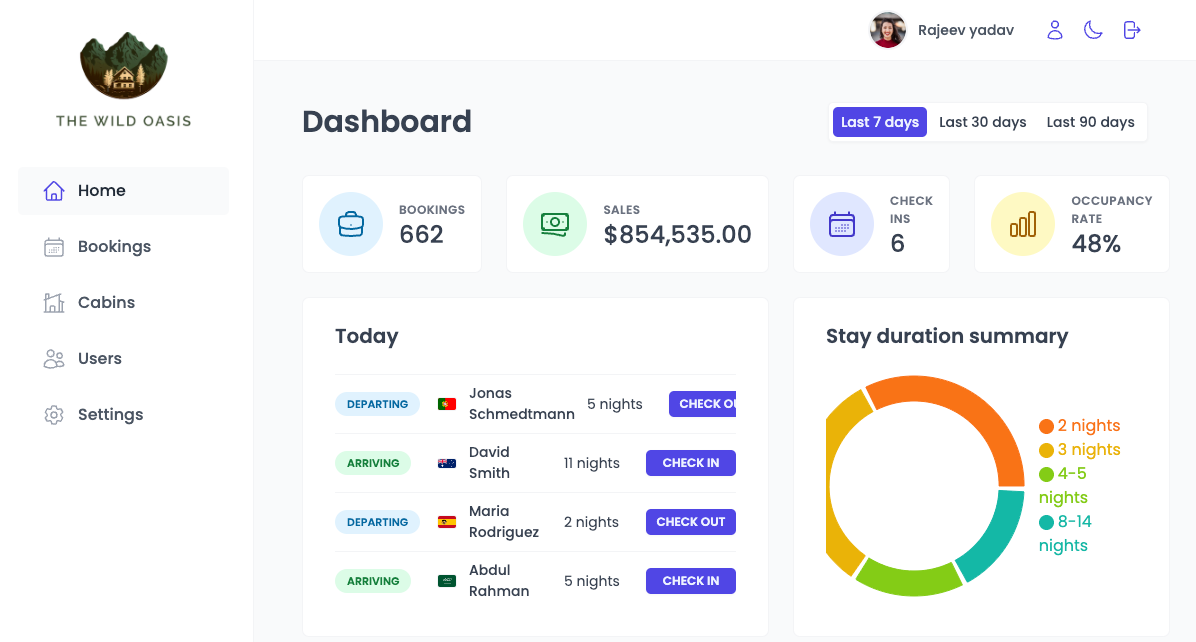 Rajeev yadav
THE WILD OASIS
Home
Bookings
Cabins
Users
Settings
Dashboard
Last 7 days Last 30 days Last 90 days
BOOKINGS
662
SALES
$854,535.00
CHECK
INS
6
OCCUPANCY
RATE
48%
Today
DEPARTING Jonas
Schmedtmann 5 nights CHECK OU
ARRIVING David
Smith 11 nights CHECK IN
DEPARTING Maria
Rodriguez 2 nights CHECK OUT
ARRIVING Abdul
Rahman 5 nights CHECK IN
Stay duration summary
2 nights
3 nights
4-5
nights
8-14
nights